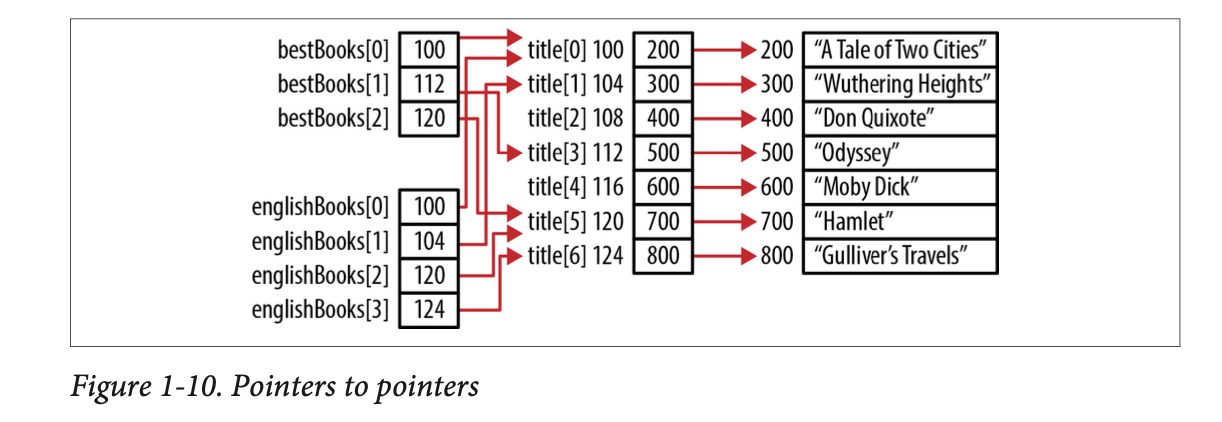 bestBooks[0] 100 title[0] 100 200 200 “A Tale of Two Cities”
bestBooks[1] 112 title[1] 104 300 300 “Wuthering Heights”
bestBooks[2] 120 title[2] 108 400 400 “Don Quixote”
title[3] 112 500 500 “Odyssey”
title[4] 116 600 600 “Moby Dick”
englishBooks[0] 100 title[5] 120 700 700 “Hamlet”
englishBooks[1] 104 title[6] 124 800 800 “Gulliver’s Travels”
englishBooks[2] 120
englishBooks[3] 124
Figure 1-10. Pointers to pointers